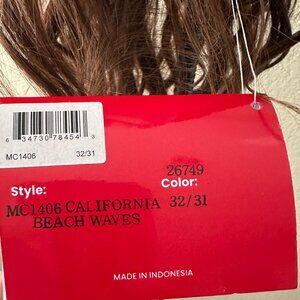 6 34730 78454 3
MC1406 32/31
26749
Style: Color:
MC1406 CALIFORNIA 32/31
BEACH WAVES
MADE IN INDONESIA